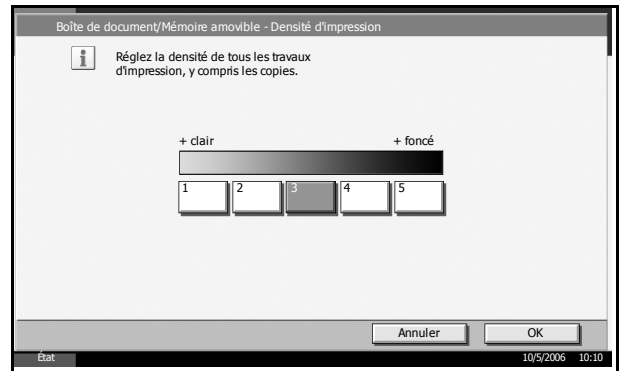 Boîte de document/Mémoire amovible - Densité d'impression
Réglez la densité de tous les travaux
d'impression, y compris les copies.
+ clair + foncé
1 2 3 4 5
Annuler OK
État 10/5/2006 10:10